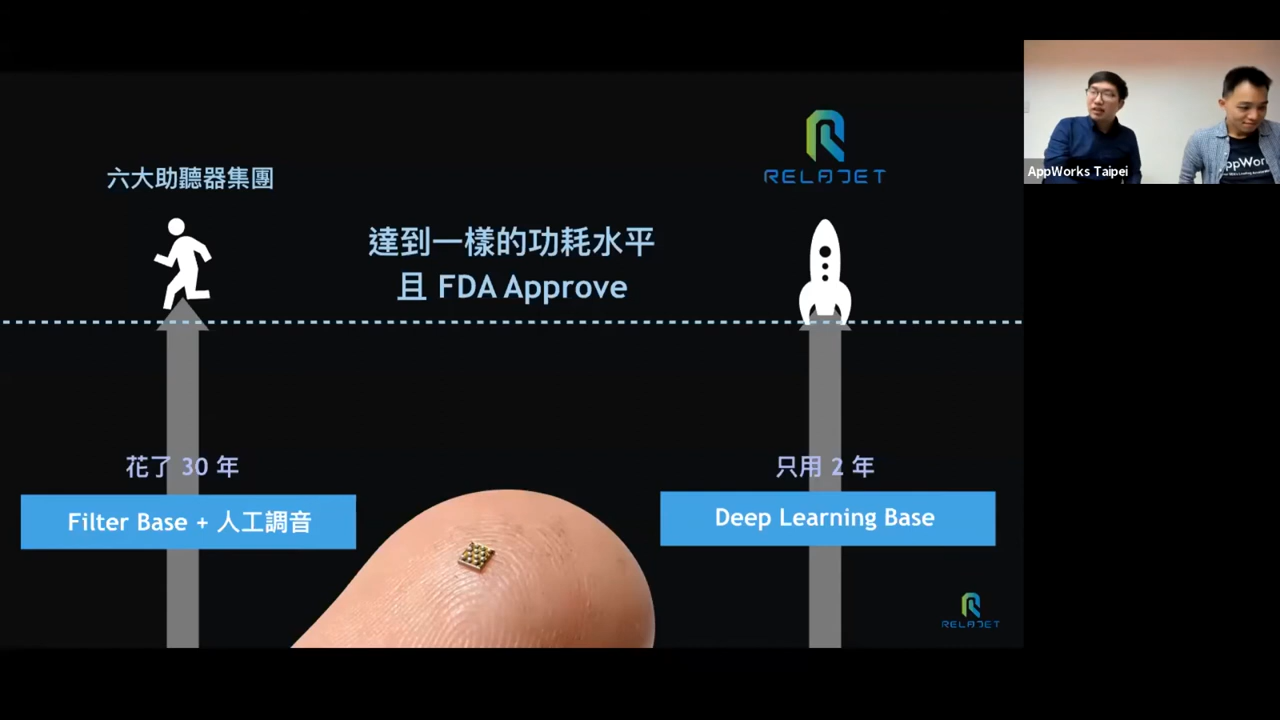 六大助聽器集團
RELAJET
達到一樣的功耗水平
且 FDA Approve
花了 30 年
只用 2 年
Filter Base + 人工調音
Deep Learning Base
RELAJET
AppWorks Taipei
ppWor